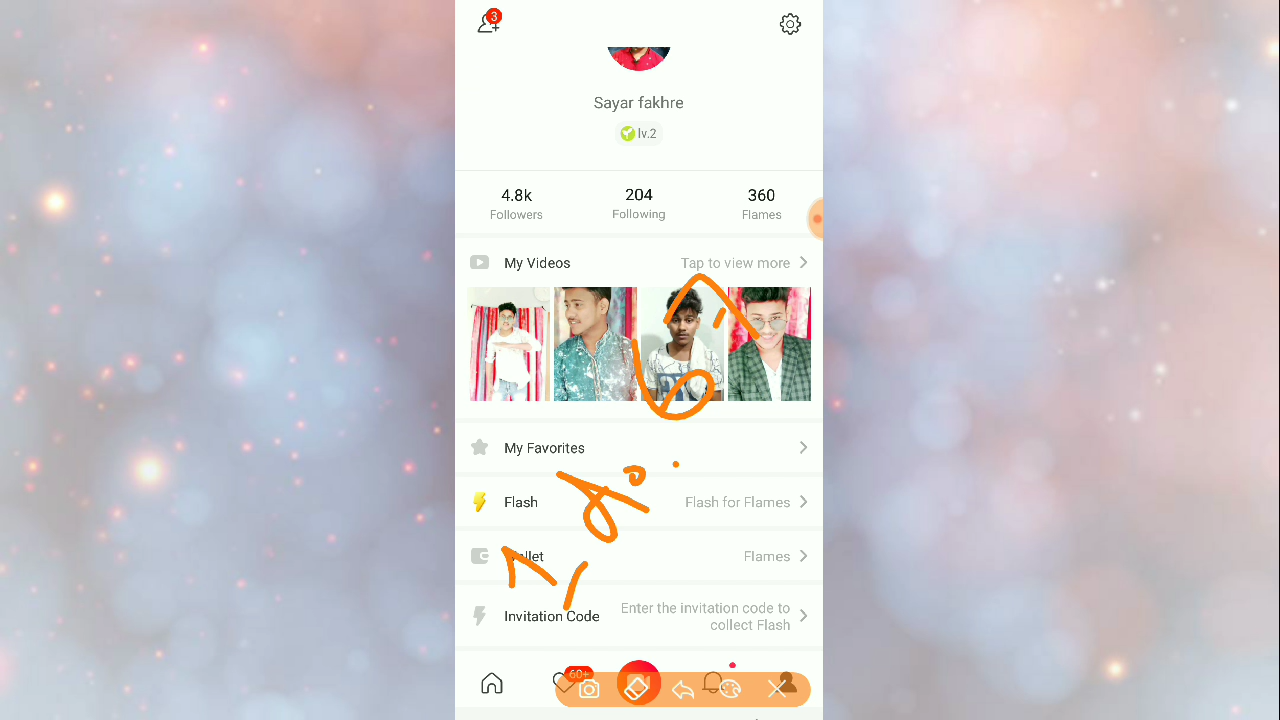 3
Sayar fakhre
lv.2
4.8k 204 360
Followers Following Flames
My Videos Tap to view more
My Favorites
Flash Flash for Flames
Flames
Invitation Code Enter the invitation code to
collect Flash
60+